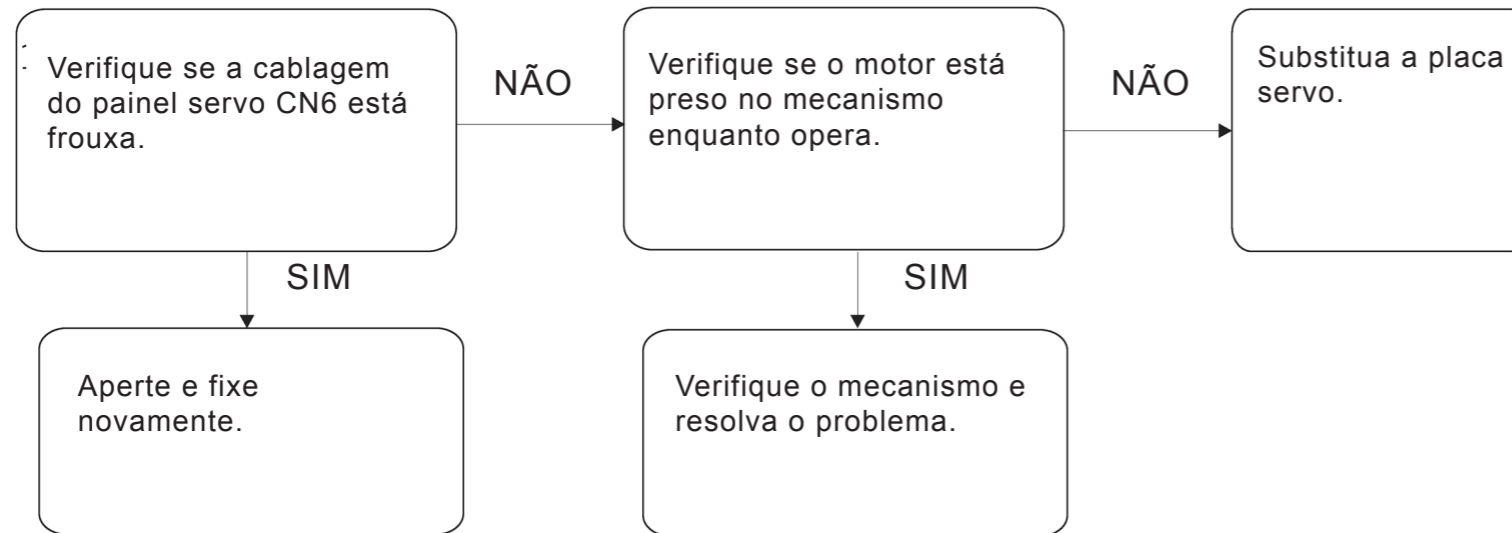 Verifique se a cablagem
do painel servo CN6 está
frouxa.
NÃO
Verifique se o motor está
preso no mecanismo
enquanto opera.
NÃO
Substitua a placa
servo.
SIM
SIM
Aperte e fixe
novamente.
Verifique o mecanismo e
resolva o problema.